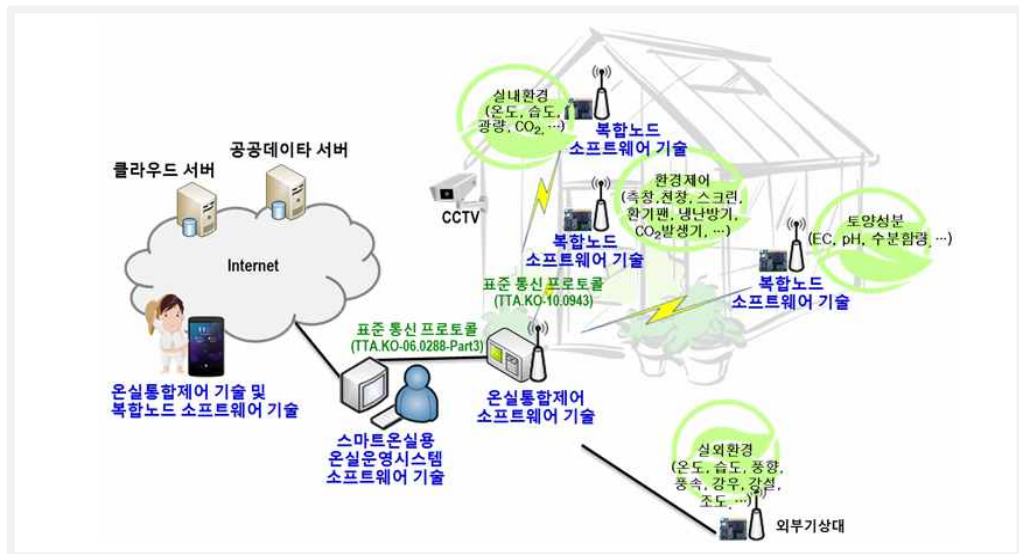 실내환경
(온도, 습도,
광량, CO₂, …)
복합노드
소프트웨어 기술
공공데이타 서버
클라우드 서버
CCTV
환경제어
(측창, 천창, 스크린,
환기팬, 냉난방기,
CO₂발생기, …)
복합노드
소프트웨어 기술
토양성분
(EC, pH, 수분함량, …)
복합노드
소프트웨어 기술
Internet
표준 통신 프로토콜
(TTA.KO-10.0943)
표준 통신 프로토콜
(TTA.KO-06.0288-Part3)
온실통합제어 기술 및
복합노드 소프트웨어 기술
온실통합제어
소프트웨어 기술
스마트온실용
온실운영시스템
소프트웨어 기술
실외환경
(온도, 습도, 풍향,
풍속, 강우, 강설,
조도, …)
외부기상대